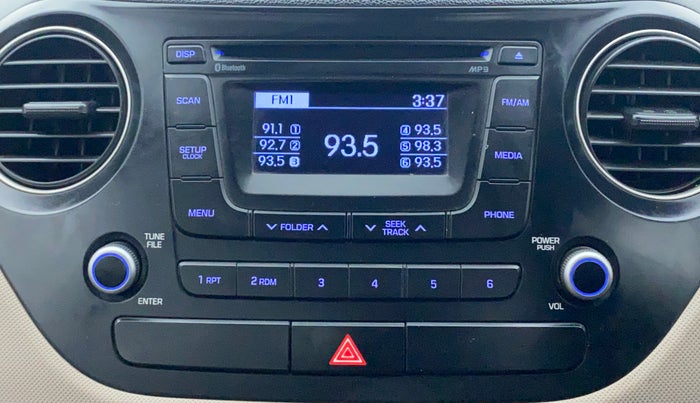 DISP
Bluetooth
MP3
SCAN
FM1 3:37
FM/AM
91.1 1 4 93.5
92.7 2 93.5 5 98.3
93.5 3 6 93.5
SETUP
CLOCK
MEDIA
MENU
FOLDER
SEEK
TRACK
PHONE
TUNE
FILE
POWER
PUSH
1 RPT 2 RDM 3 4 5 6
ENTER
VOL